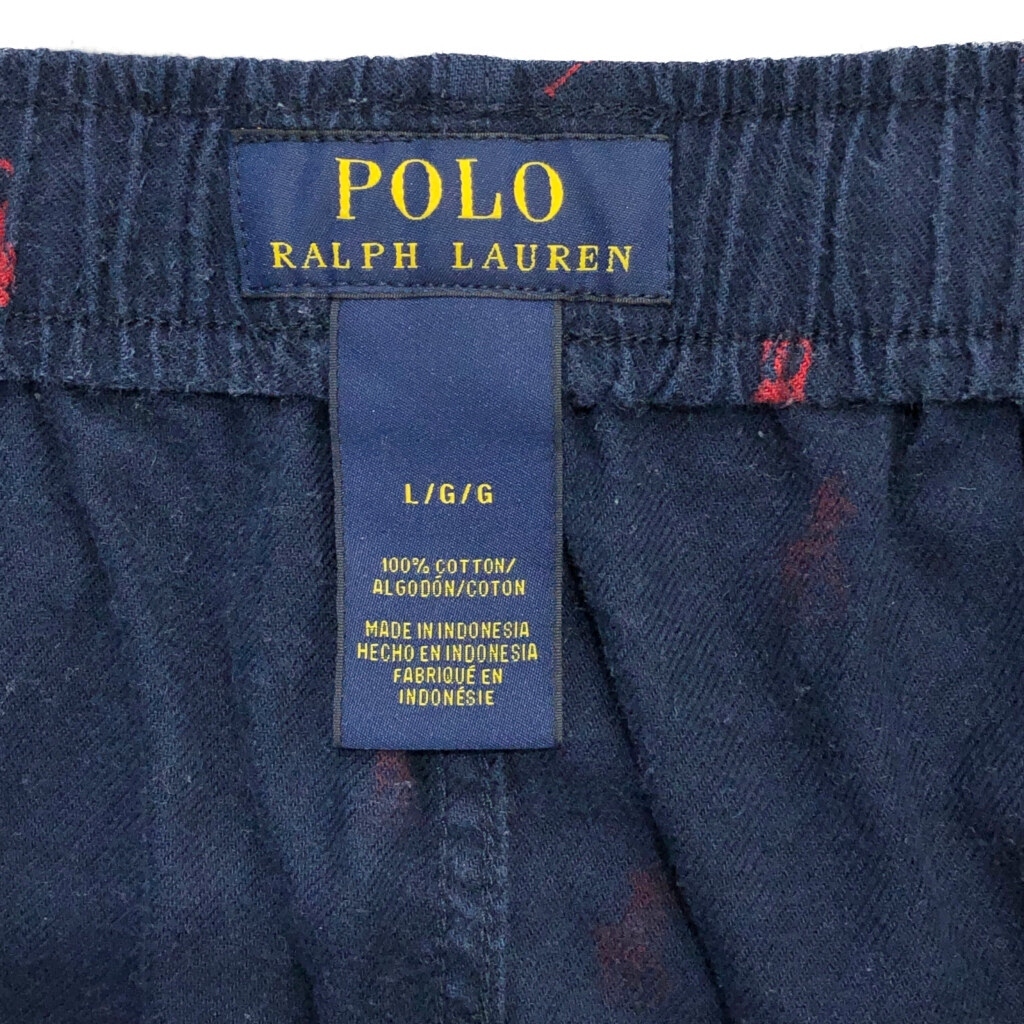 POLO
RALPH LAUREN
L/G/G
100% COTTON/
ALGODÓN/COTON
MADE IN INDONESIA
HECHO EN INDONESIA
FABRIQUÉ EN
INDONÉSIE